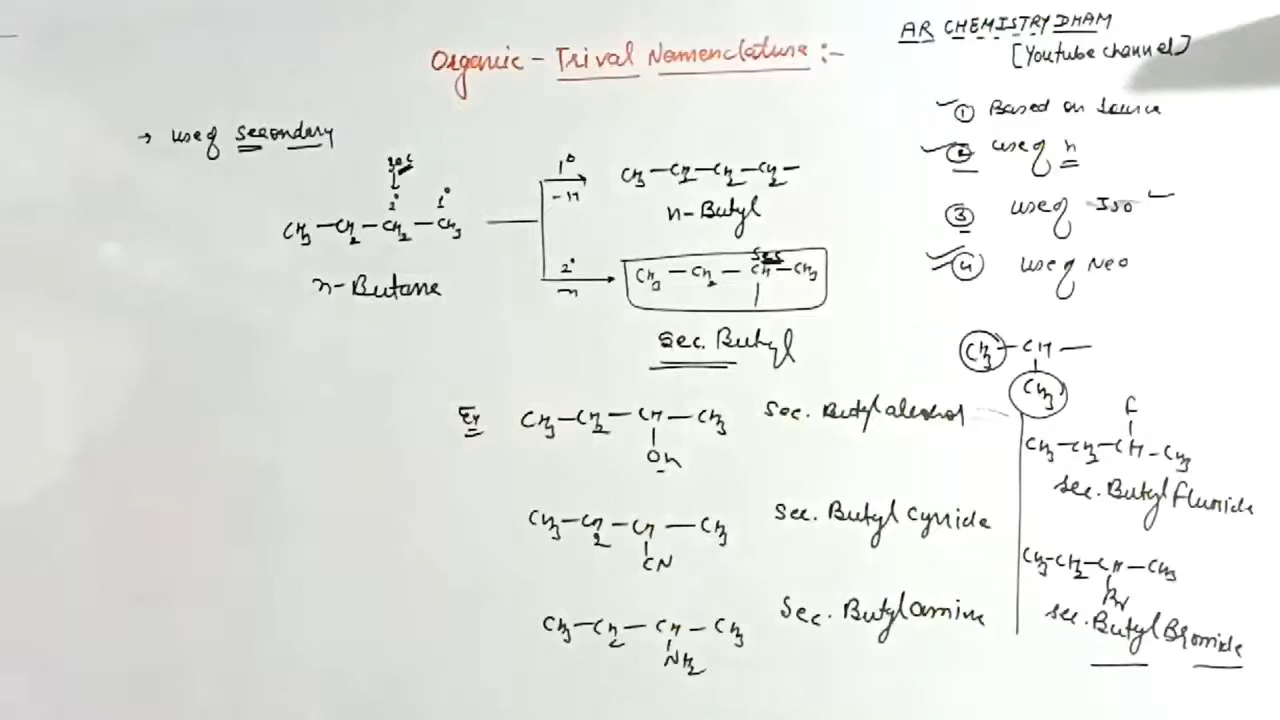 Organic - Trival Nomenclature :-
AR CHEMISTRY DHAM
[Youtube channel]
① Based on Source
② use of n
③ use of Iso
④ use of Neo
→ use of secondary
sec
2° 1°
CH3-CH2-CH2-CH3
n-Butane
1°
-H
CH3-CH2-CH2-CH2-
n-Butyl
2°
-H
CH3-CH2-CH-CH3
Sec. Butyl
CH3-CH-
CH3
Ex CH3-CH2-CH-CH3 Sec. Butyl alcohol
OH
CH3-CH2-CH-CH3 Sec. Butyl Cynide
CN
CH3-CH2-CH-CH3 Sec. Butyl amine
NH2
F
CH3-CH2-CH-CH3
Sec. Butyl fluoride
CH3-CH2-CH-CH3
Br
Sec. Butyl Bromide